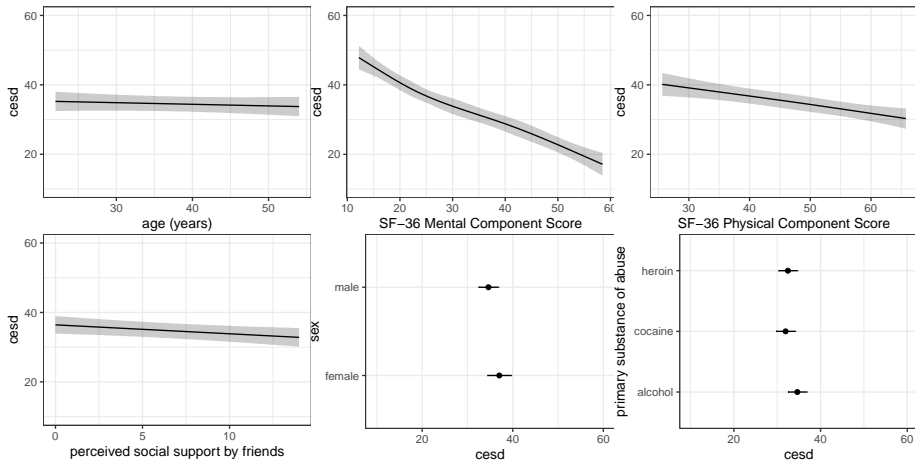 cesd
60
40
20
30
40
50
age (years)
cesd
60
40
20
10
20
30
40
50
60
SF−36 Mental Component Score
cesd
60
40
20
30
40
50
60
SF−36 Physical Component Score
cesd
60
40
20
0
5
10
perceived social support by friends
sex
male
female
20
40
60
cesd
primary substance of abuse
heroin
cocaine
alcohol
20
40
60
cesd